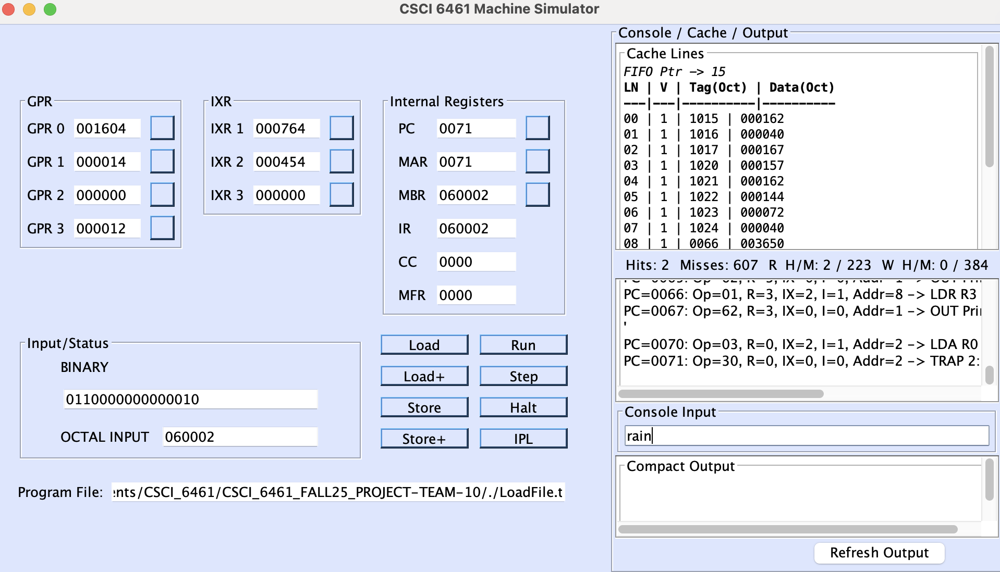 CSCI 6461 Machine Simulator
GPR
GPR 0 001604
GPR 1 000014
GPR 2 000000
GPR 3 000012
IXR
IXR 1 000764
IXR 2 000454
IXR 3 000000
Internal Registers
PC 0071
MAR 0071
MBR 060002
IR 060002
CC 0000
MFR 0000
Input/Status
BINARY
0110000000000010
OCTAL INPUT 060002
Load Run
Load+ Step
Store Halt
Store+ IPL
Program File: ents/CSCI_6461/CSCI_6461_FALL25_PROJECT-TEAM-10/./LoadFile.t
Console / Cache / Output
Cache Lines
FIFO Ptr -> 15
LN | V | Tag(Oct) | Data(Oct)
---|---|----------|----------
00 | 1 | 1015 | 000162
01 | 1 | 1016 | 000040
02 | 1 | 1017 | 000167
03 | 1 | 1020 | 000157
04 | 1 | 1021 | 000162
05 | 1 | 1022 | 000144
06 | 1 | 1023 | 000072
07 | 1 | 1024 | 000040
08 | 1 | 0066 | 003650
Hits: 2 Misses: 607 R H/M: 2 / 223 W H/M: 0 / 384
PC=0066: Op=01, R=3, IX=2, I=1, Addr=8 -> LDR R3
PC=0067: Op=62, R=3, IX=0, I=0, Addr=1 -> OUT Pri
'
PC=0070: Op=03, R=0, IX=2, I=1, Addr=2 -> LDA R0
PC=0071: Op=30, R=0, IX=0, I=0, Addr=2 -> TRAP 2:
Console Input
rain
Compact Output
Refresh Output